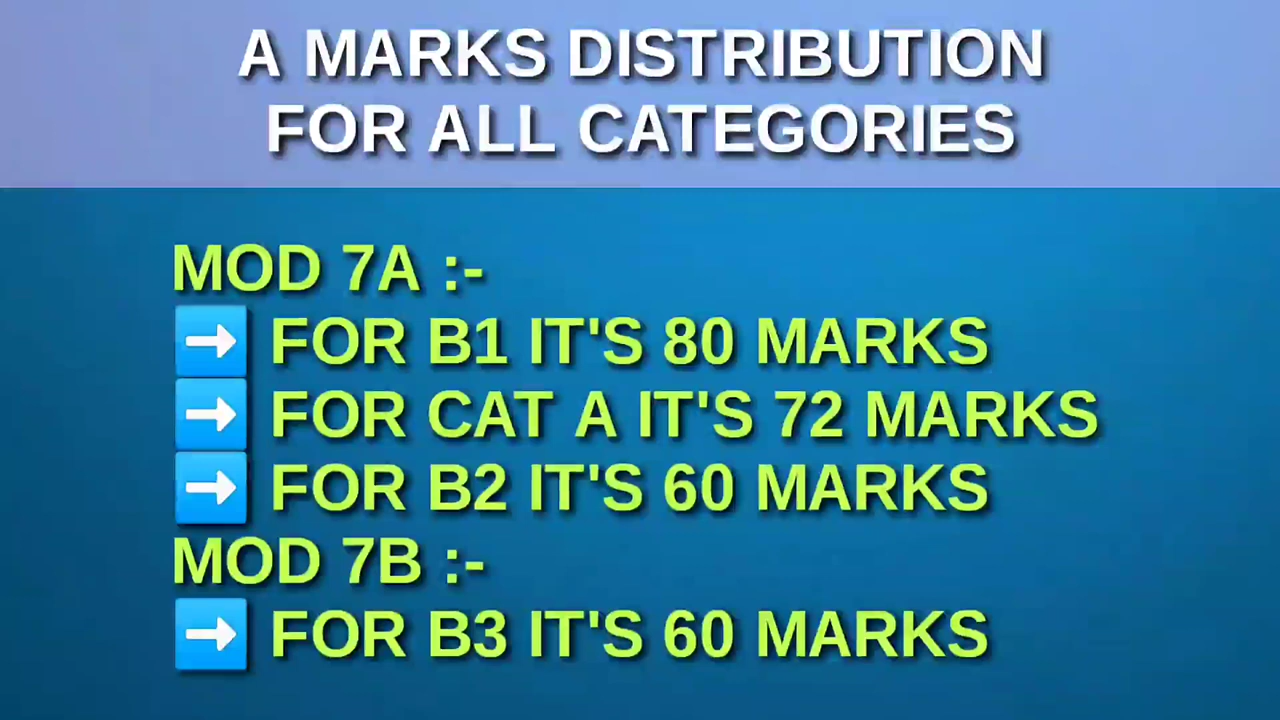 A MARKS DISTRIBUTION
FOR ALL CATEGORIES
MOD 7A :-
➡ FOR B1 IT'S 80 MARKS
➡ FOR CAT A IT'S 72 MARKS
➡ FOR B2 IT'S 60 MARKS
MOD 7B :-
➡ FOR B3 IT'S 60 MARKS